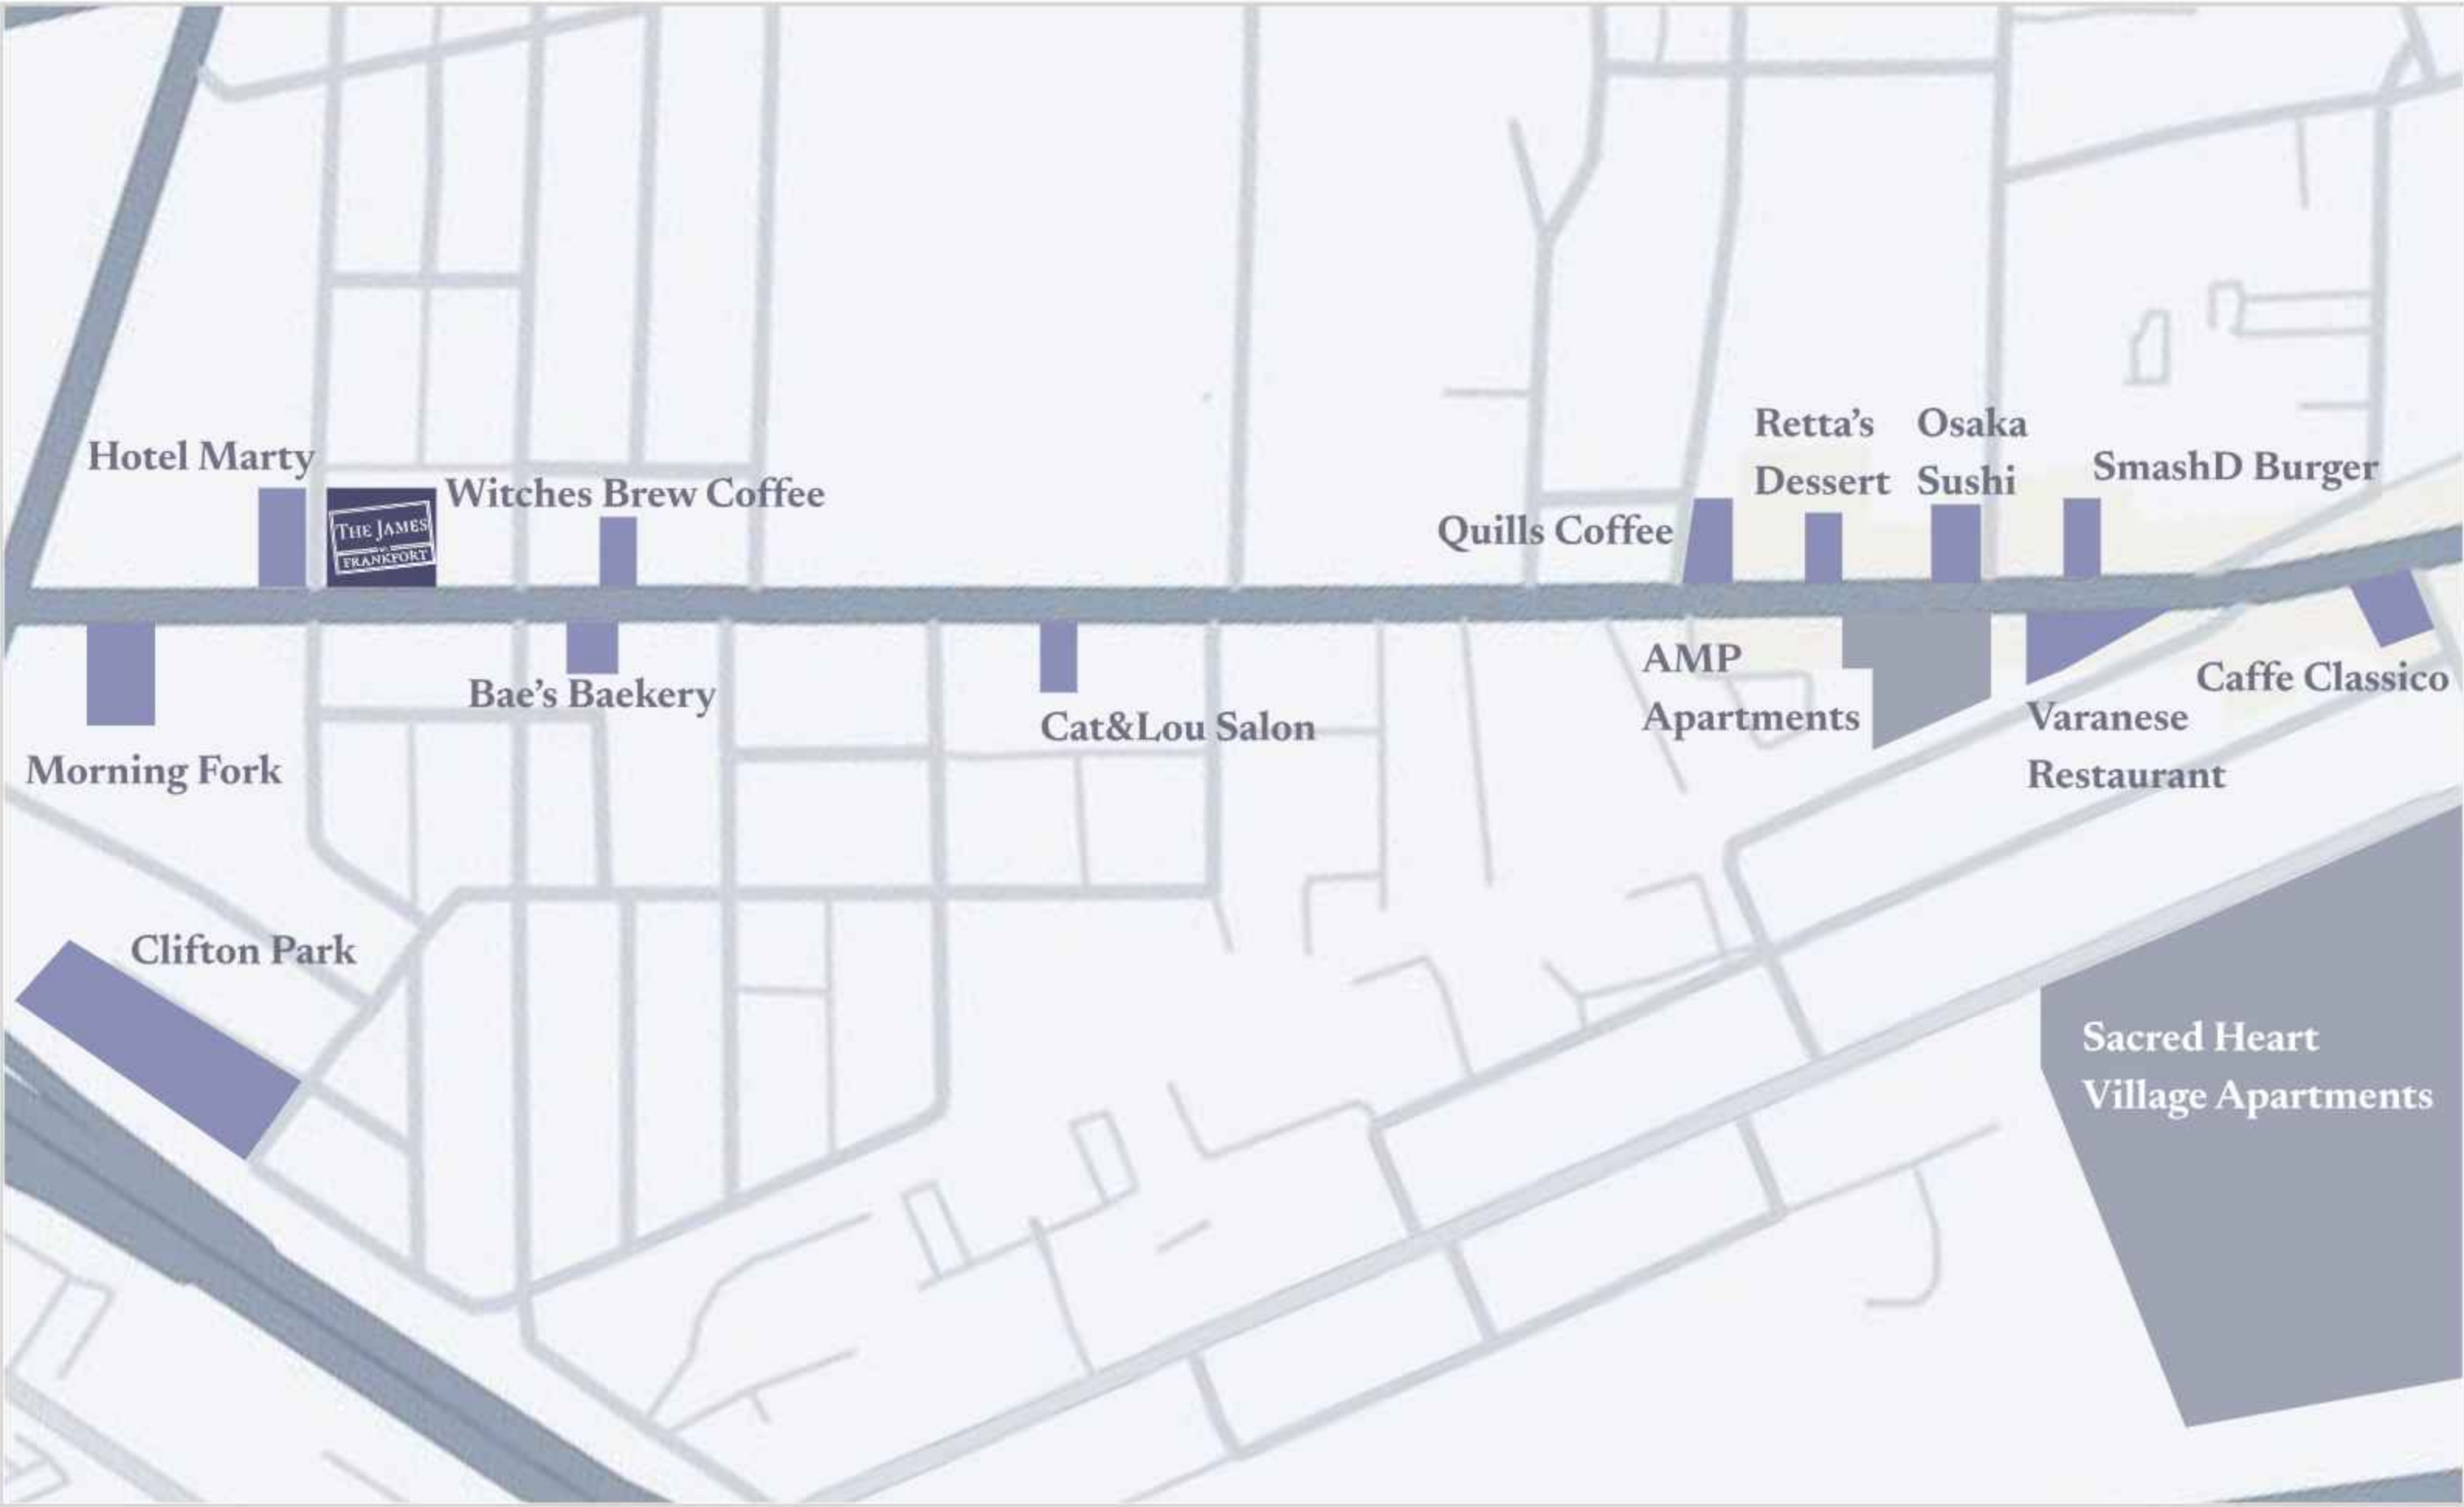 Hotel Marty
THE JAMES
FRANKFORT
Witches Brew Coffee
Quills Coffee
Retta's
Dessert
Osaka
Sushi
SmashD Burger
Morning Fork
Bae's Baekery
Cat&Lou Salon
AMP
Apartments
Varanese
Restaurant
Caffe Classico
Clifton Park
Sacred Heart
Village Apartments